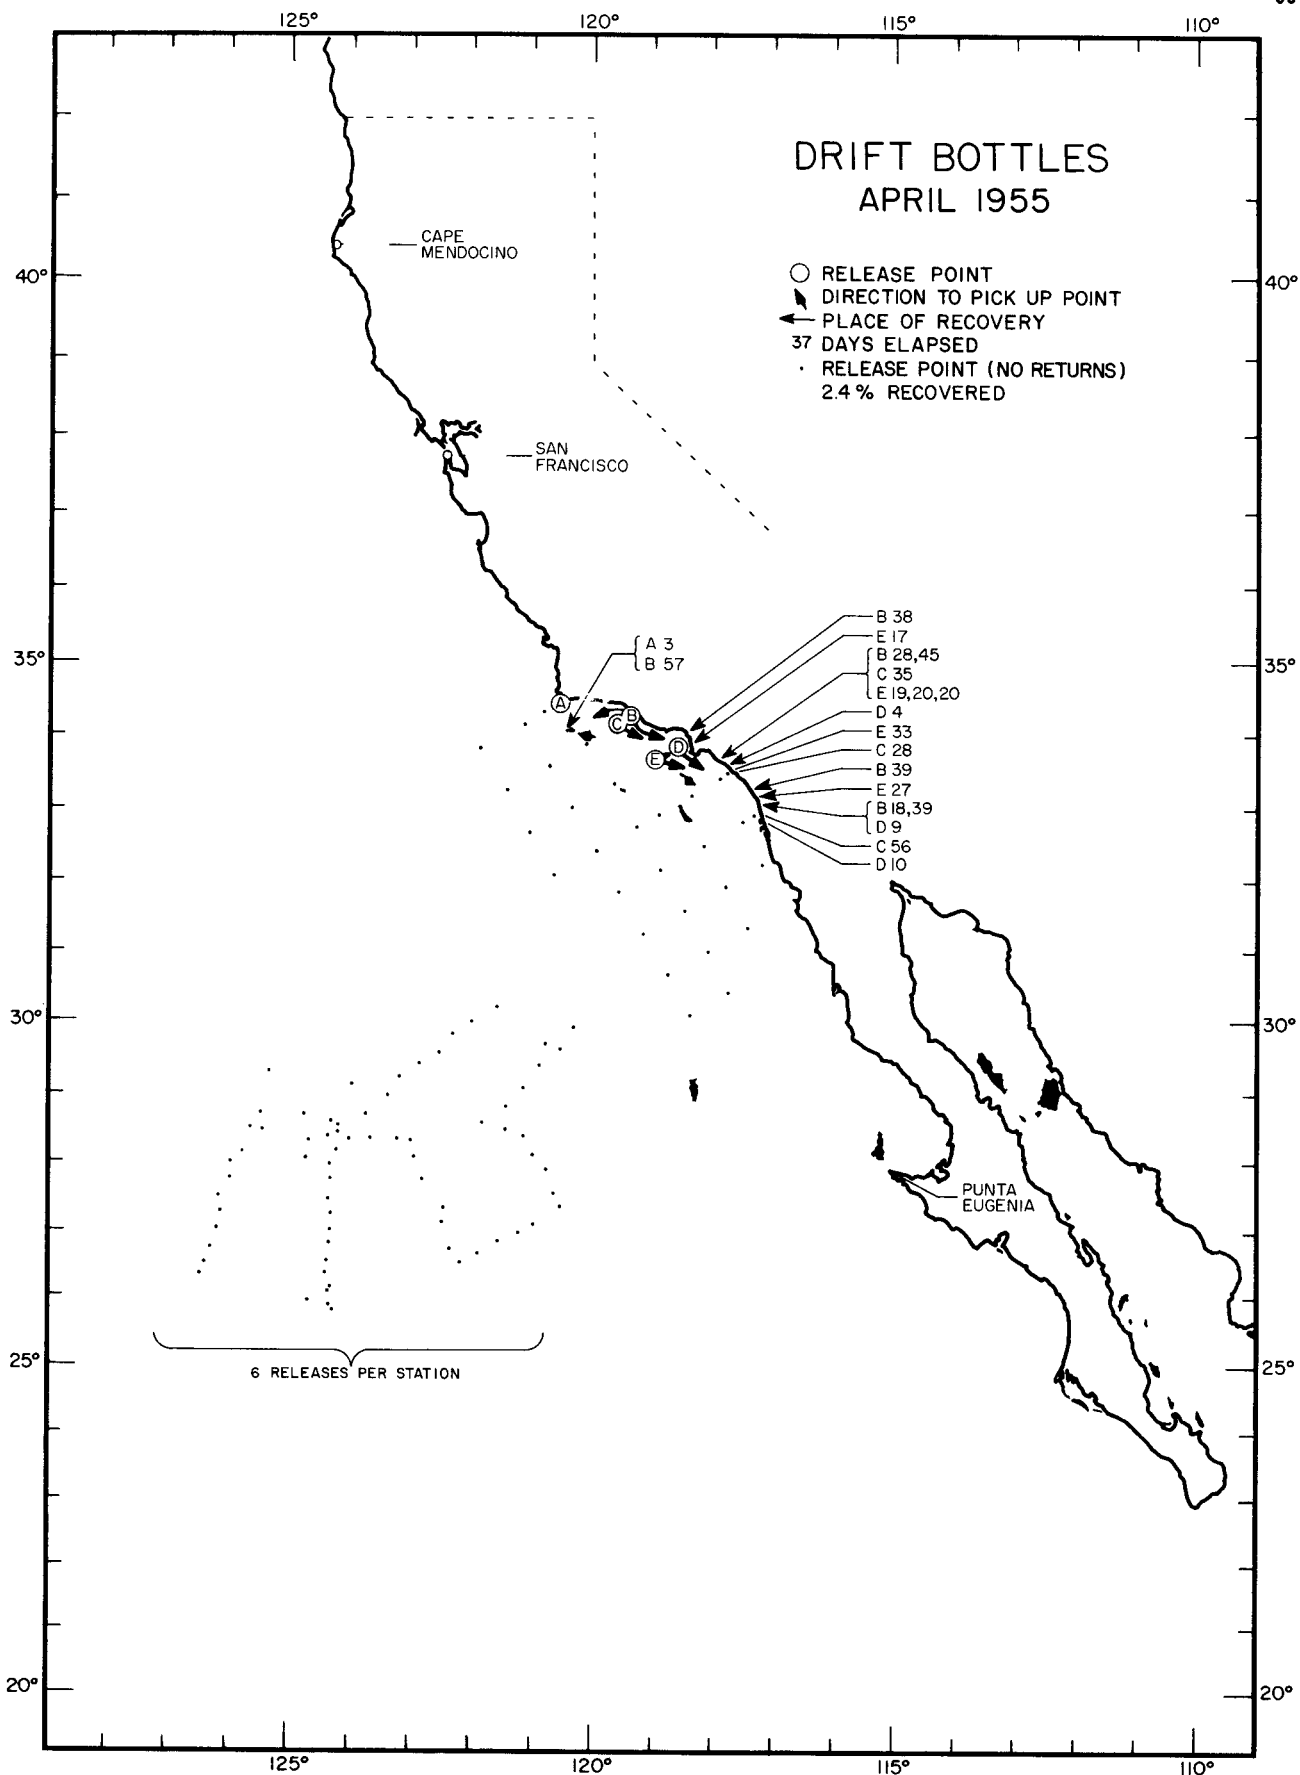 125° 120° 115° 110°
DRIFT BOTTLES
APRIL 1955
CAPE
MENDOCINO
40° 40°
RELEASE POINT
DIRECTION TO PICK UP POINT
PLACE OF RECOVERY
37 DAYS ELAPSED
RELEASE POINT (NO RETURNS)
2.4% RECOVERED
SAN
FRANCISCO
35° 35°
A 3
B 57
B 38
E 17
B 28,45
C 35
E 19,20,20
D 4
E 33
C 28
B 39
E 27
B 18,39
D 9
C 56
D 10
A
B
C
D
E
30° 30°
PUNTA
EUGENIA
25° 25°
6 RELEASES PER STATION
20° 20°
125° 120° 115° 110°